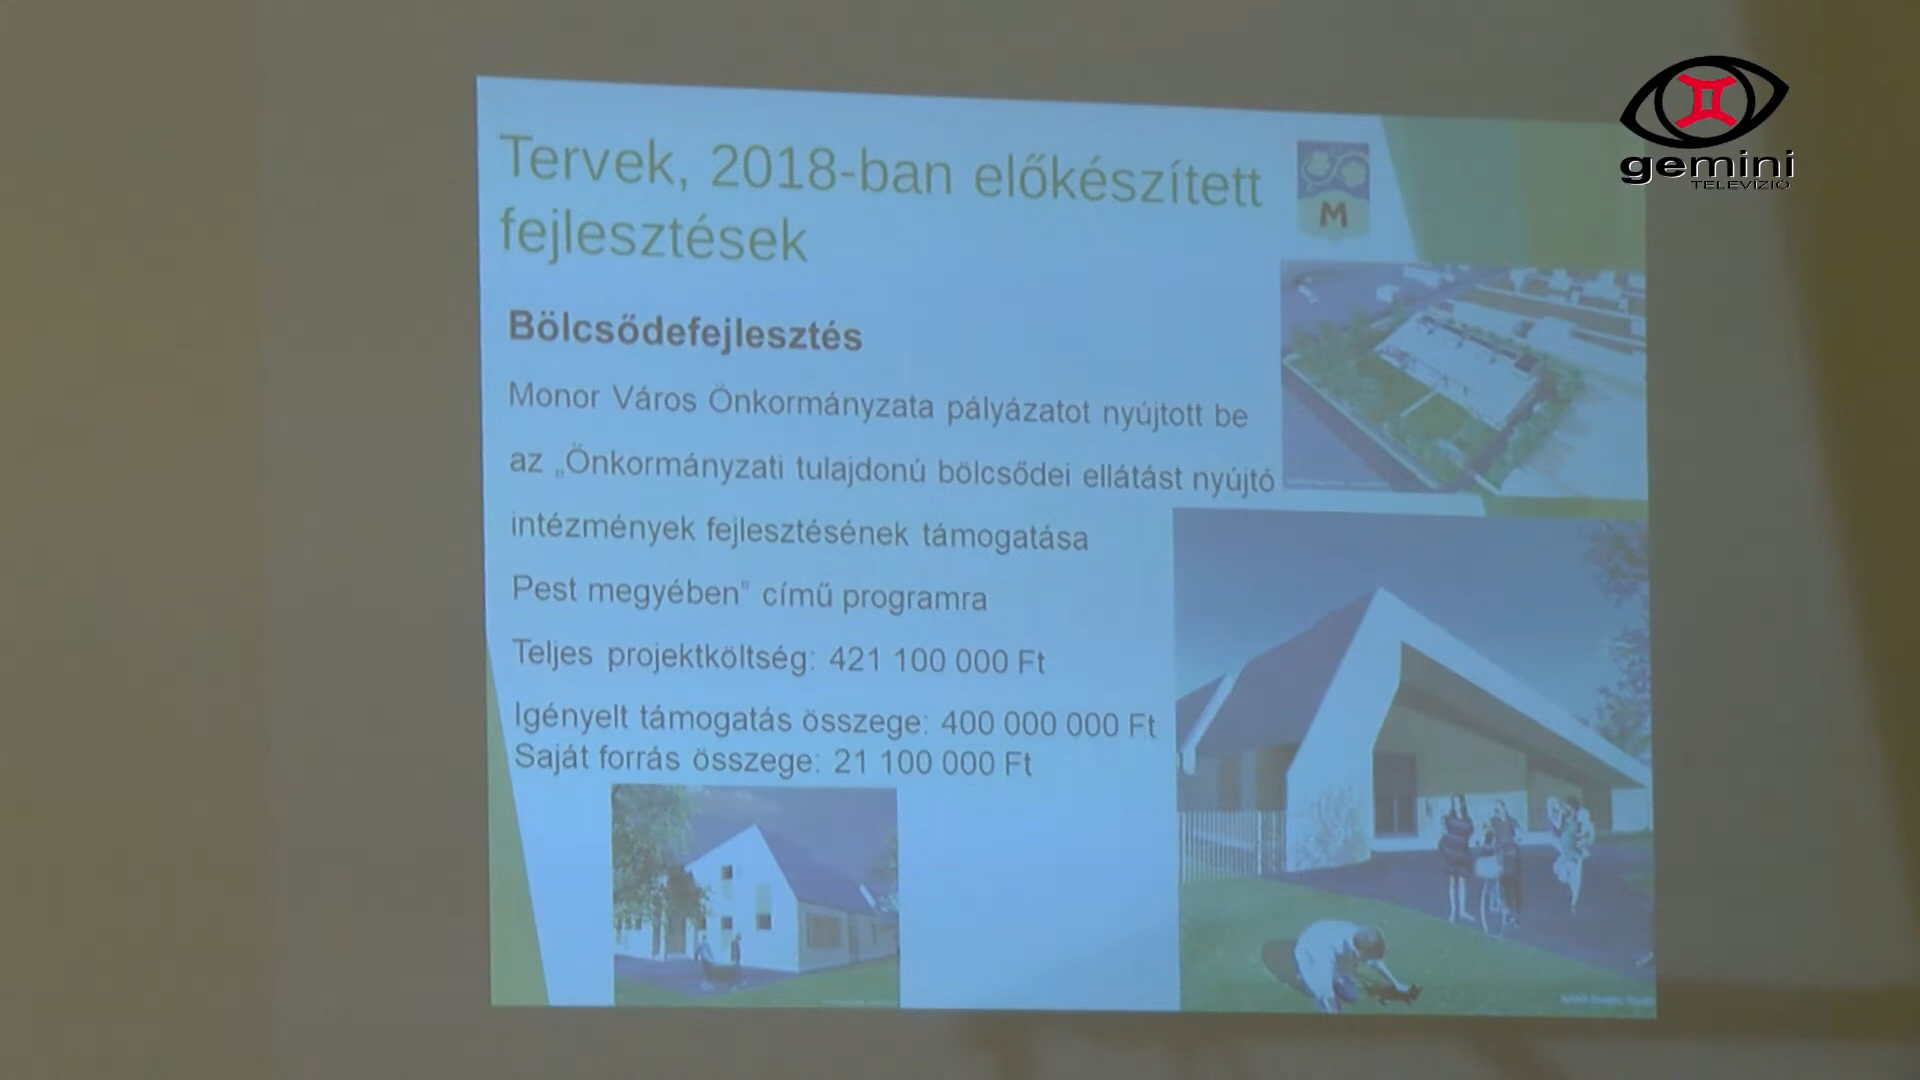 Tervek, 2018-ban előkészített
fejlesztések
M
Bölcsődefejlesztés
Monor Város Önkormányzata pályázatot nyújtott be
az „Önkormányzati tulajdonú bölcsődei ellátást nyújtó
intézmények fejlesztésének támogatása
Pest megyében” című programra
Teljes projektköltség: 421 100 000 Ft
Igényelt támogatás összege: 400 000 000 Ft
Saját forrás összege: 21 100 000 Ft
gemini
TELEVÍZIÓ